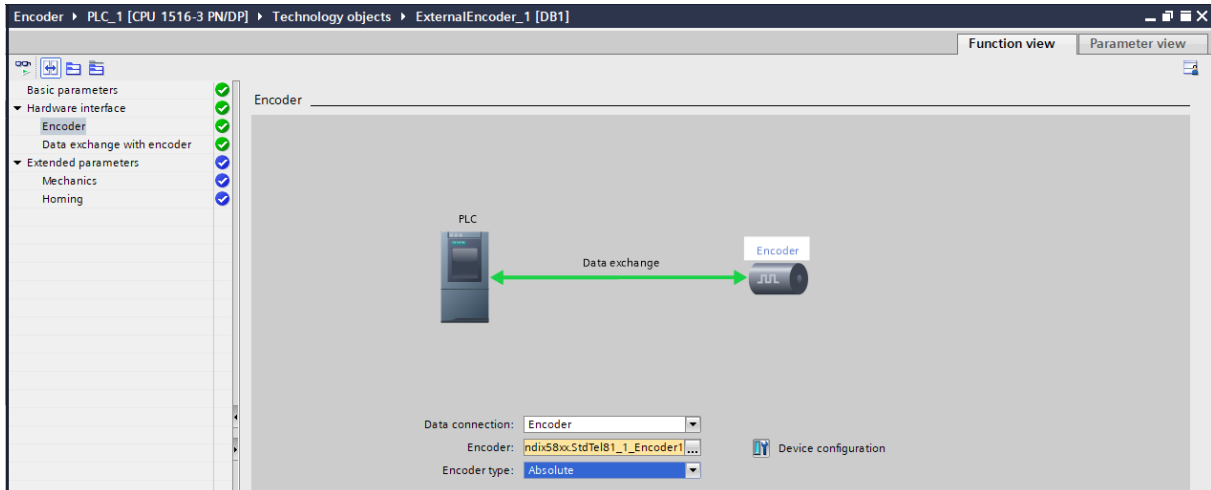 Encoder ▸ PLC_1 [CPU 1516-3 PN/DP] ▸ Technology objects ▸ ExternalEncoder_1 [DB1]
Function view
Parameter view
Basic parameters
Hardware interface
Encoder
Data exchange with encoder
Extended parameters
Mechanics
Homing
Encoder
PLC
Data exchange
Encoder
Data connection: Encoder
Encoder: ndix58xx.StdTel81_1_Encoder1 ...
Device configuration
Encoder type: Absolute